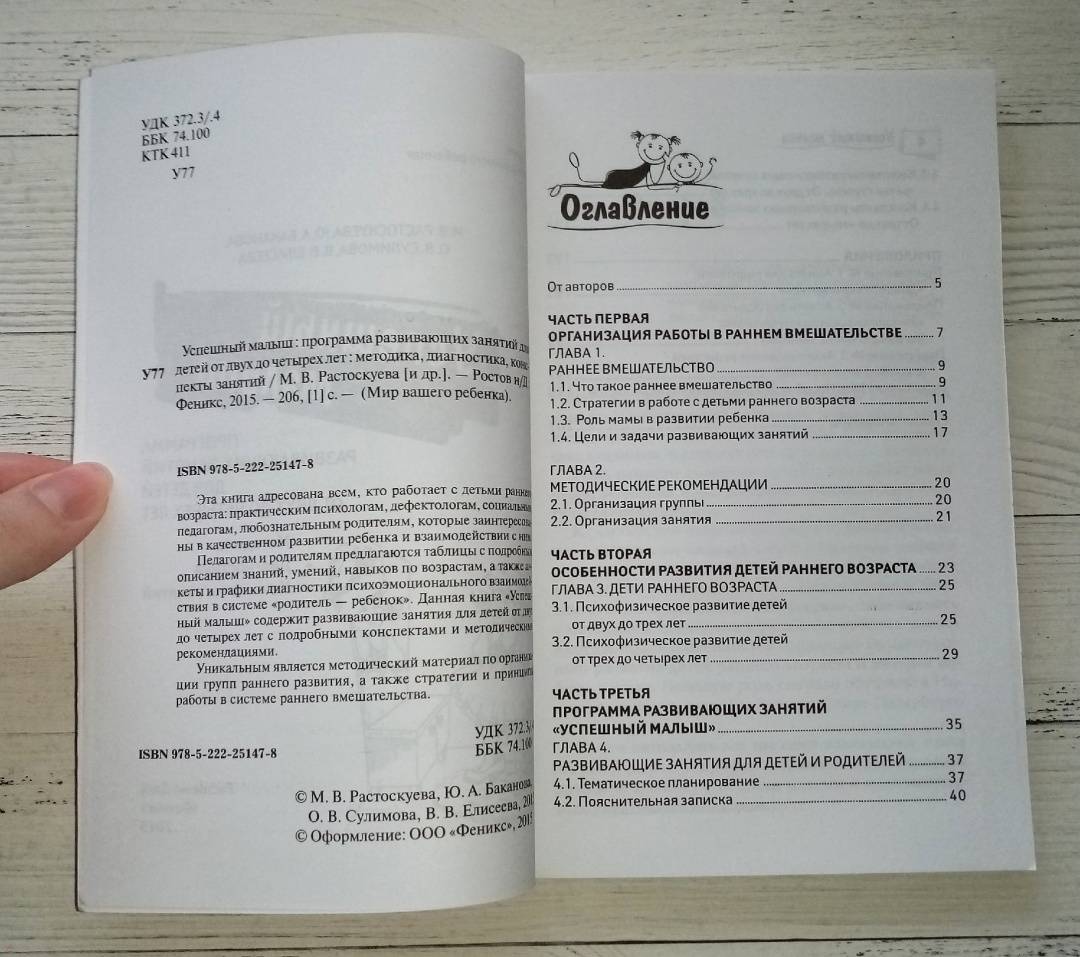 УДК 372.3/.4
ББК 74.100
КТК 411
У77
Успешный малыш : программа развивающих занятий для
У77 детей от двух до четырех лет : методика, диагностика, конс-
пекты занятий / М. В. Растоскуева [и др.]. — Ростов н/Д
Феникс, 2015. — 206, [1] с. — (Мир вашего ребенка).
ISBN 978-5-222-25147-8
Эта книга адресована всем, кто работает с детьми раннего
возраста: практическим психологам, дефектологам, социальным
педагогам, любознательным родителям, которые заинтересова-
ны в качественном развитии ребенка и взаимодействии с ним.
Педагогам и родителям предлагаются таблицы с подробным
описанием знаний, умений, навыков по возрастам, а также ан-
кеты и графики диагностики психоэмоционального взаимодей-
ствия в системе «родитель — ребенок». Данная книга «Успеш-
ный малыш» содержит развивающие занятия для детей от двух
до четырех лет с подробными конспектами и методическими
рекомендациями.
Уникальным является методический материал по организа-
ции групп раннего развития, а также стратегии и принципы
работы в системе раннего вмешательства.
УДК 372.3/.4
ISBN 978-5-222-25147-8 ББК 74.100
© М. В. Растоскуева, Ю. А. Баканова,
О. В. Сулимова, В. В. Елисеева, 2015
© Оформление: ООО «Феникс», 2015
Оглавление
От авторов 5
ЧАСТЬ ПЕРВАЯ
ОРГАНИЗАЦИЯ РАБОТЫ В РАННЕМ ВМЕШАТЕЛЬСТВЕ 7
ГЛАВА 1.
РАННЕЕ ВМЕШАТЕЛЬСТВО 9
1.1. Что такое раннее вмешательство 9
1.2. Стратегии в работе с детьми раннего возраста 11
1.3. Роль мамы в развитии ребенка 13
1.4. Цели и задачи развивающих занятий 17
ГЛАВА 2.
МЕТОДИЧЕСКИЕ РЕКОМЕНДАЦИИ 20
2.1. Организация группы 20
2.2. Организация занятия 21
ЧАСТЬ ВТОРАЯ
ОСОБЕННОСТИ РАЗВИТИЯ ДЕТЕЙ РАННЕГО ВОЗРАСТА 23
ГЛАВА 3. ДЕТИ РАННЕГО ВОЗРАСТА 25
3.1. Психофизическое развитие детей
от двух до трех лет 25
3.2. Психофизическое развитие детей
от трех до четырех лет 29
ЧАСТЬ ТРЕТЬЯ
ПРОГРАММА РАЗВИВАЮЩИХ ЗАНЯТИЙ
«УСПЕШНЫЙ МАЛЫШ» 35
ГЛАВА 4.
РАЗВИВАЮЩИЕ ЗАНЯТИЯ ДЛЯ ДЕТЕЙ И РОДИТЕЛЕЙ 37
4.1. Тематическое планирование 37
4.2. Пояснительная записка 40